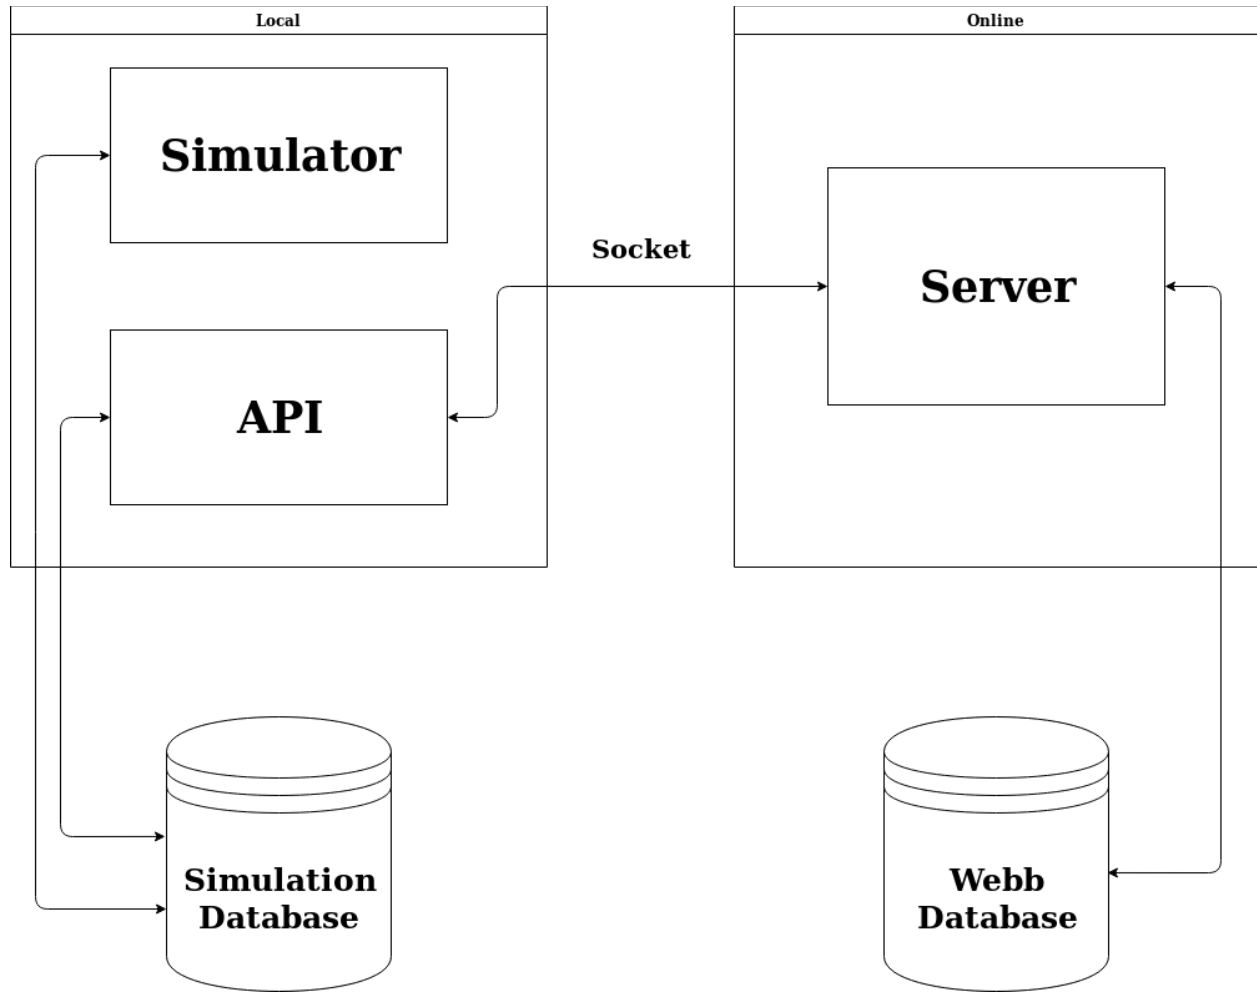 Local
Online
Simulator
Socket
Server
API
Simulation
Database
Webb
Database